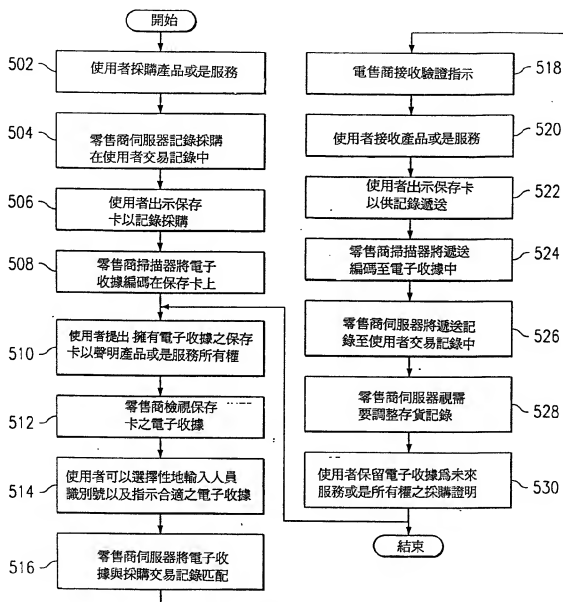 開始
502
使用者採購產品或是服務
504
零售商伺服器記錄採購
在使用者交易記錄中
506
使用者出示保存
卡以記錄採購
508
零售商掃描器將電子
收據編碼在保存卡上
510
使用者提出擁有電子收據之保存
卡以聲明產品或是服務所有權
512
零售商檢視保存
卡之電子收據
514
使用者可以選擇性地輸入人員
識別號以及指示合適之電子收據
516
零售商伺服器將電子收
據與採購交易記錄匹配
電售商接收驗證指示
518
使用者接收產品或是服務
520
使用者出示保存卡
以供記錄遞送
522
零售商掃描器將遞送
編碼至電子收據中
524
零售商伺服器將遞送記
錄至使用者交易記錄中
526
零售商伺服器視需
要調整存貨記錄
528
使用者保留電子收據爲未來
服務或是所有權之採購證明
530
結束